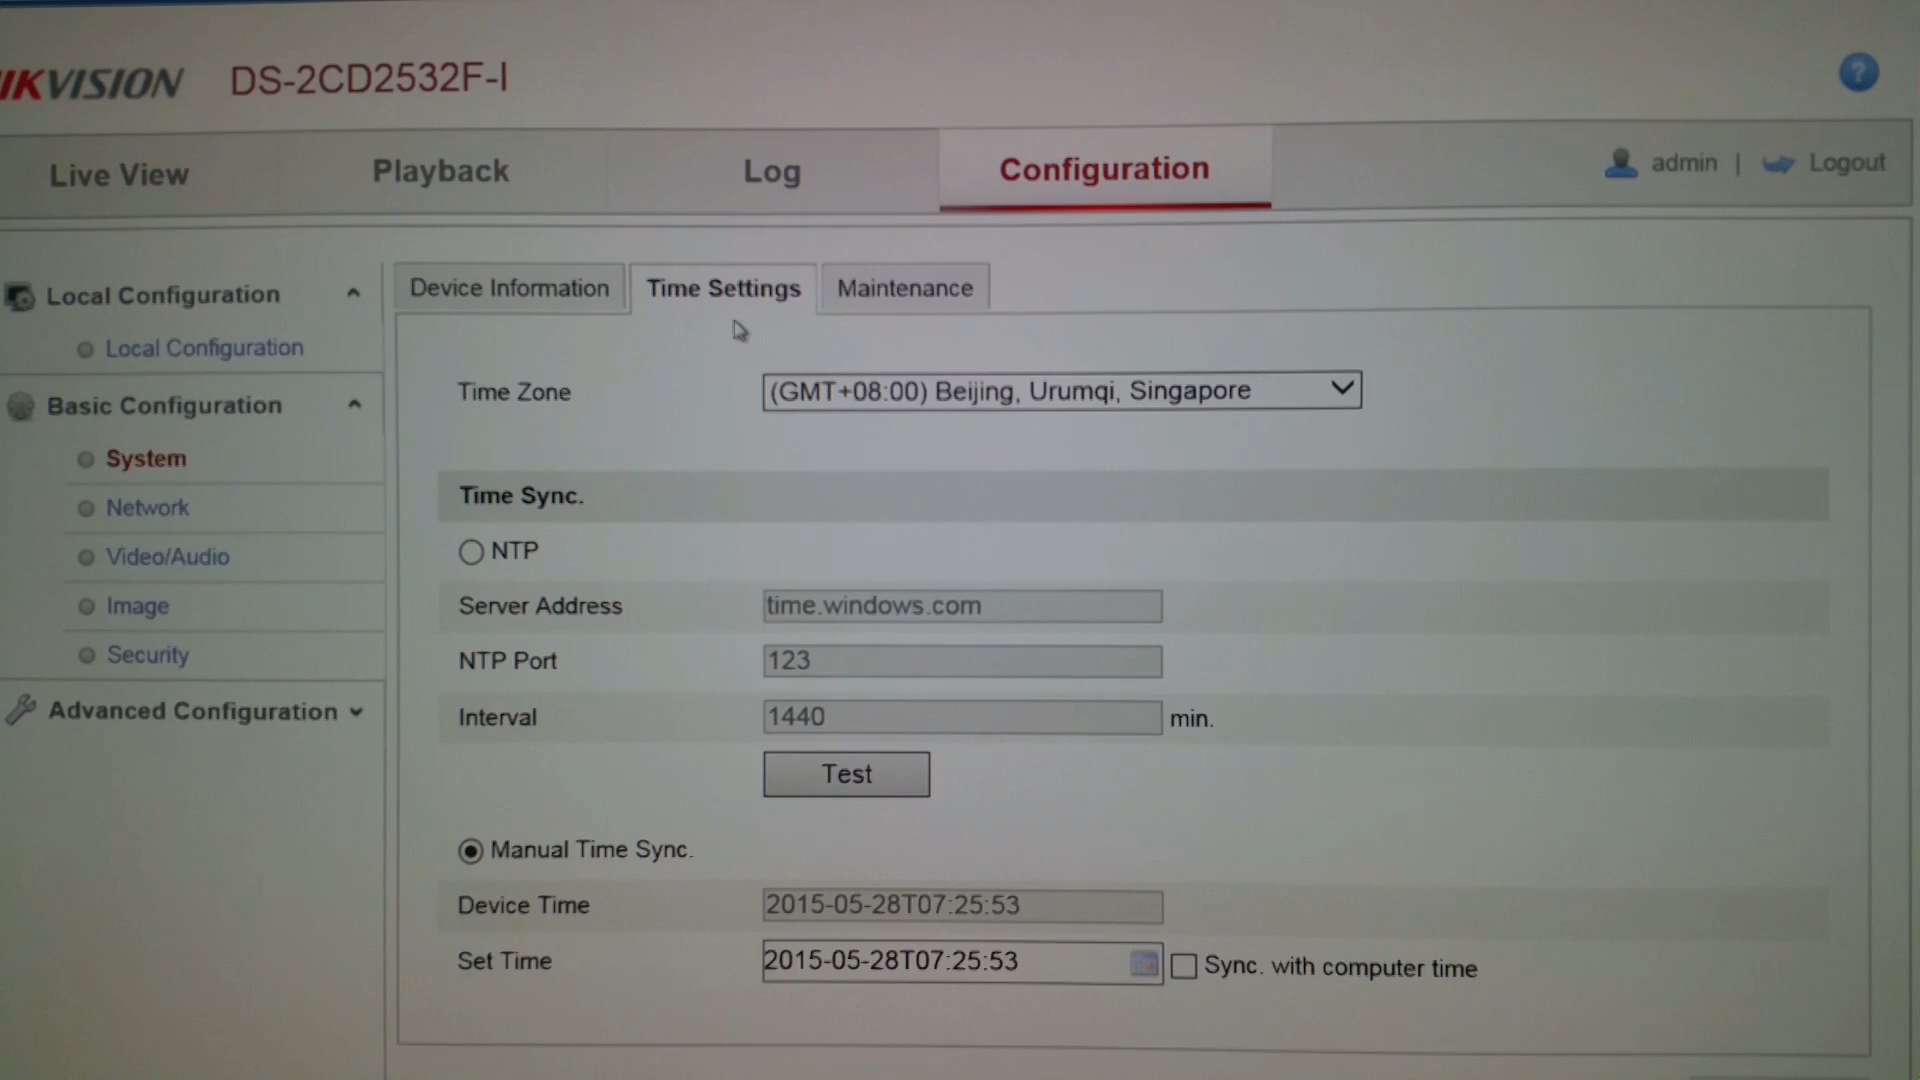 IKVISION DS-2CD2532F-I
Live View Playback Log Configuration admin | Logout
Device Information Time Settings Maintenance
Local Configuration
Local Configuration
Basic Configuration
System
Network
Video/Audio
Image
Security
Advanced Configuration
Time Zone (GMT+08:00) Beijing, Urumqi, Singapore
Time Sync.
NTP
Server Address time.windows.com
NTP Port 123
Interval 1440 min.
Test
Manual Time Sync.
Device Time 2015-05-28T07:25:53
Set Time 2015-05-28T07:25:53 Sync. with computer time